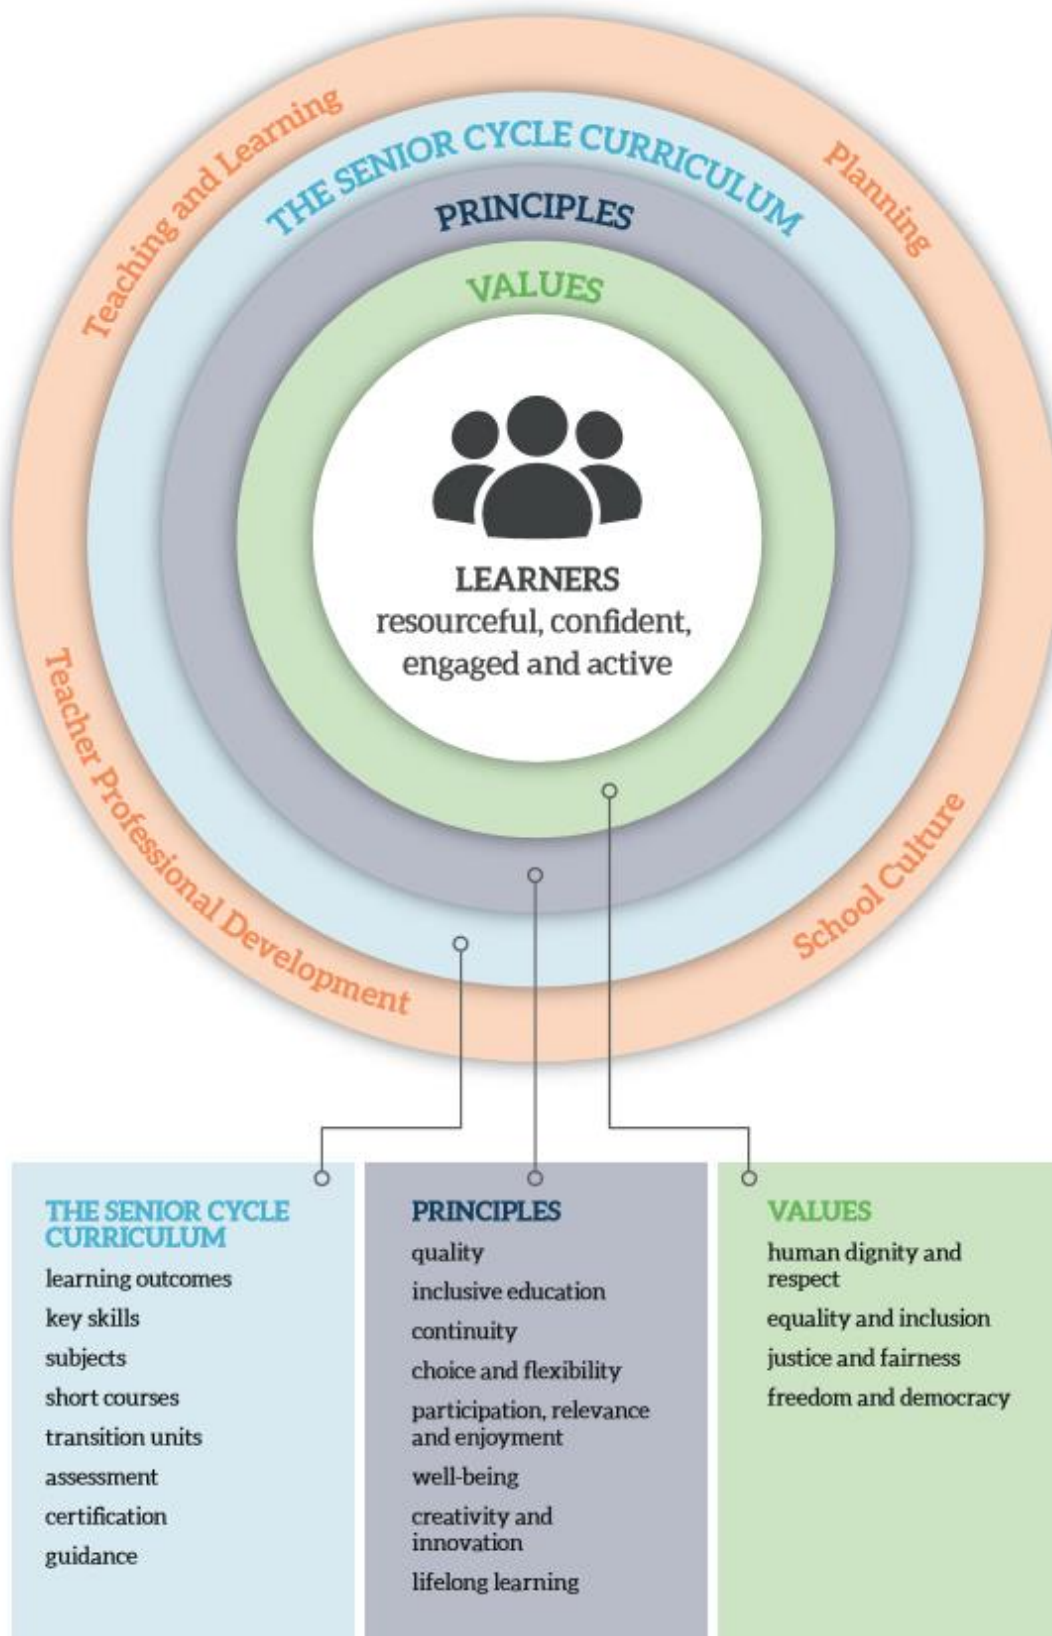 Teaching and Learning
Planning
THE SENIOR CYCLE CURRICULUM
PRINCIPLES
VALUES
LEARNERS
resourceful, confident,
engaged and active
Teacher Professional Development
School Culture
THE SENIOR CYCLE
CURRICULUM
learning outcomes
key skills
subjects
short courses
transition units
assessment
certification
guidance
PRINCIPLES
quality
inclusive education
continuity
choice and flexibility
participation, relevance
and enjoyment
well-being
creativity and
innovation
lifelong learning
VALUES
human dignity and
respect
equality and inclusion
justice and fairness
freedom and democracy